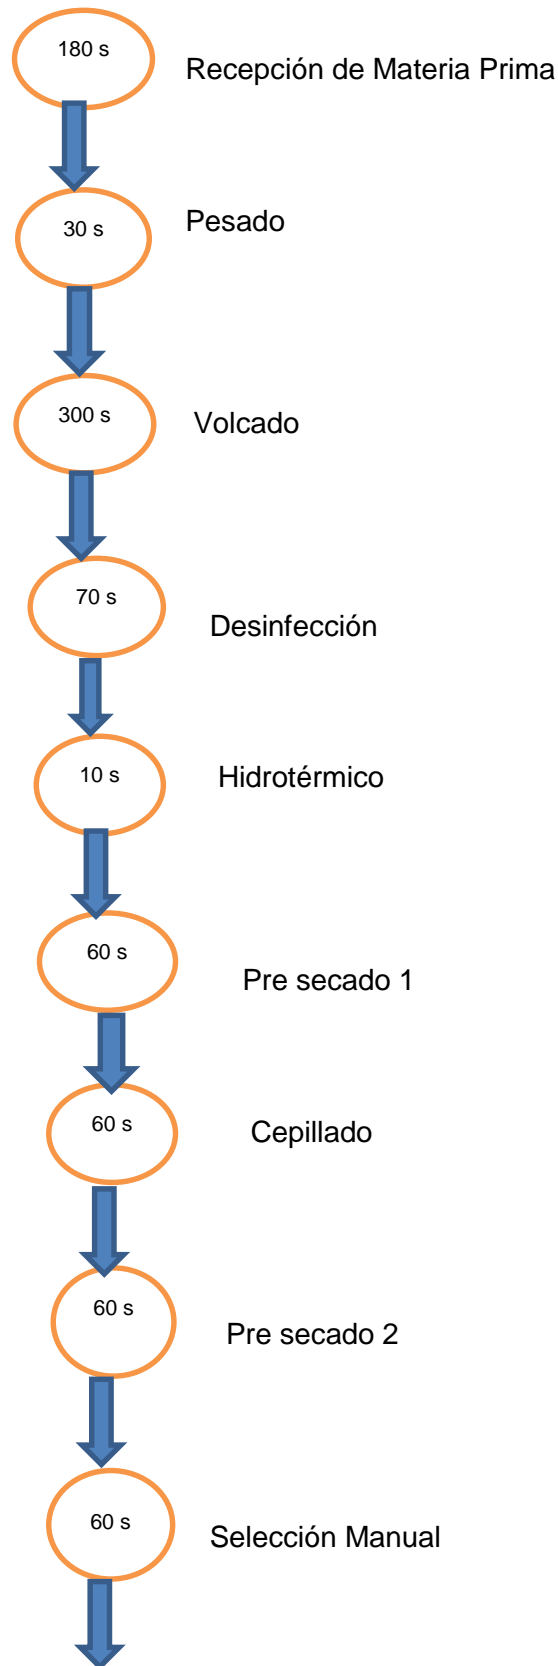 180 s
Recepción de Materia Prima
30 s
Pesado
300 s
Volcado
70 s
Desinfección
10 s
Hidrotérmico
60 s
Pre secado 1
60 s
Cepillado
60 s
Pre secado 2
60 s
Selección Manual